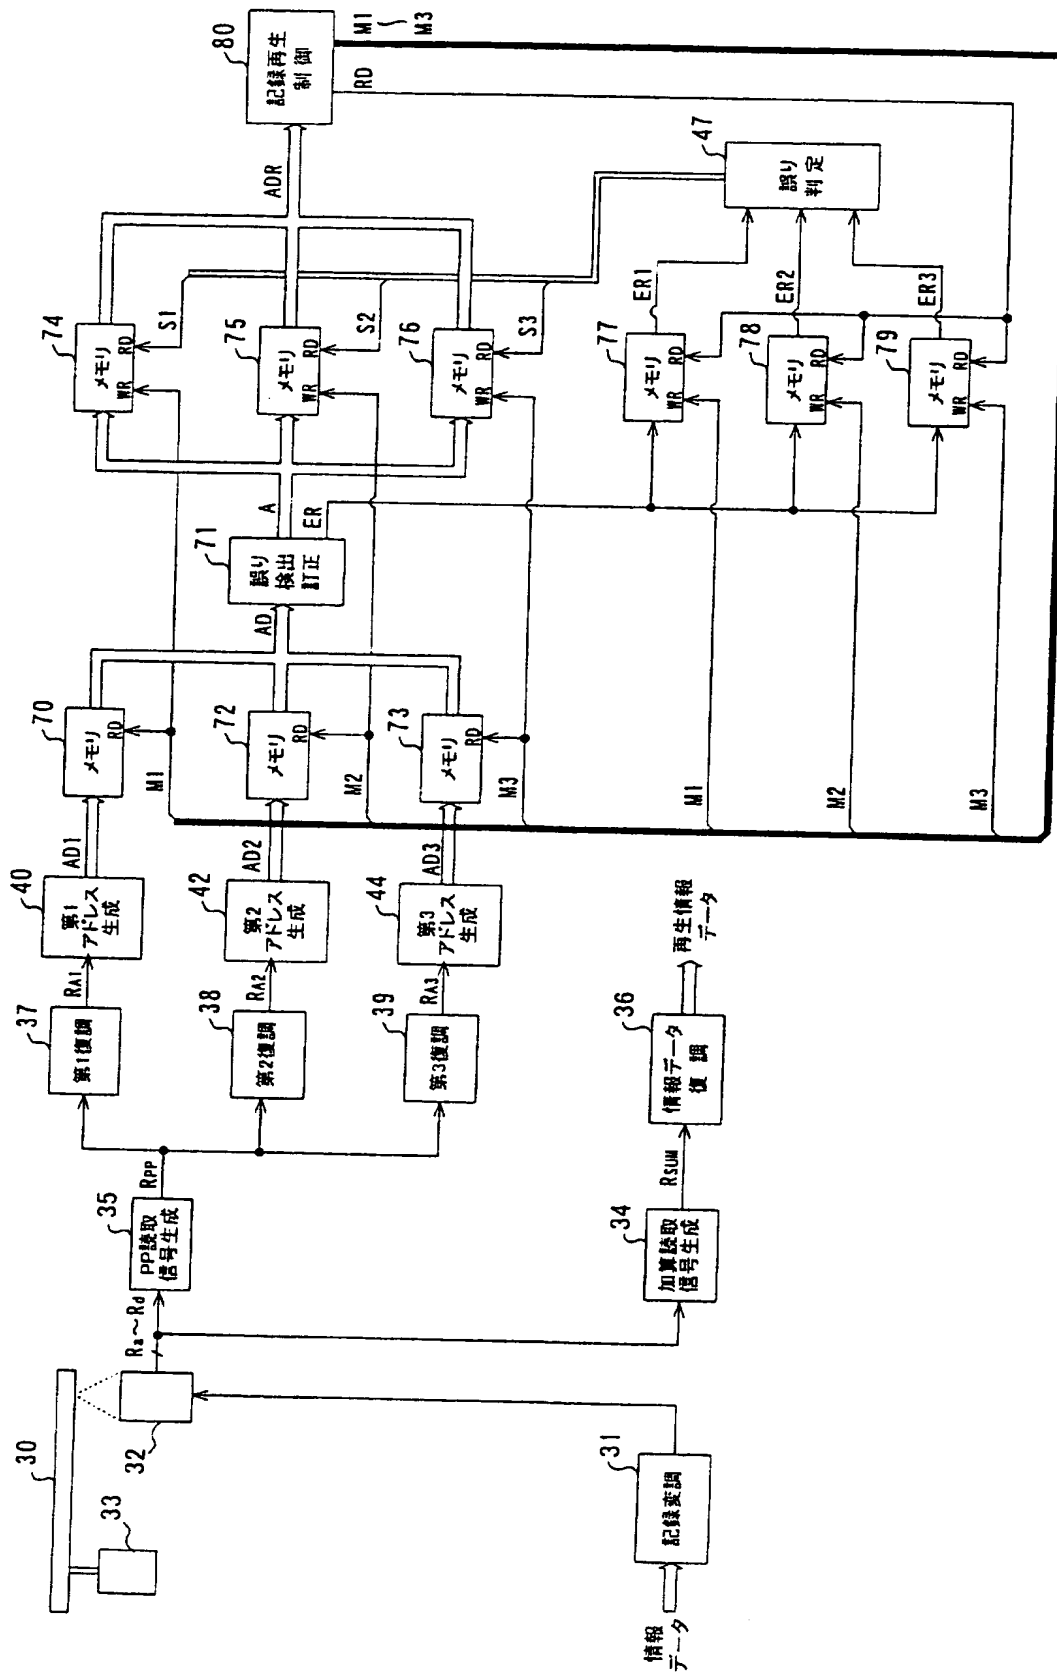 30
33
32
Ra～Rd
35
PP読取
信号生成
RPP
37
第1復調
RA1
40
第1
アドレス
生成
AD1
70
メモリ
RD
M1
38
第2復調
RA2
42
第2
アドレス
生成
AD2
72
メモリ
RD
M2
39
第3復調
RA3
44
第3
アドレス
生成
AD3
73
メモリ
RD
M3
AD
71
誤り
検出
訂正
A
ER
74
メモリ
WR
RD
S1
75
メモリ
WR
RD
S2
76
メモリ
WR
RD
S3
ADR
80
記録再生
制御
RD
M1
～
M3
77
メモリ
WR
RD
ER1
M1
78
メモリ
WR
RD
ER2
M2
79
メモリ
WR
RD
ER3
M3
47
誤り
判定
34
加算読取
信号生成
RSUM
36
情報データ
復調
再生情報
データ
情報
データ
31
記録変調